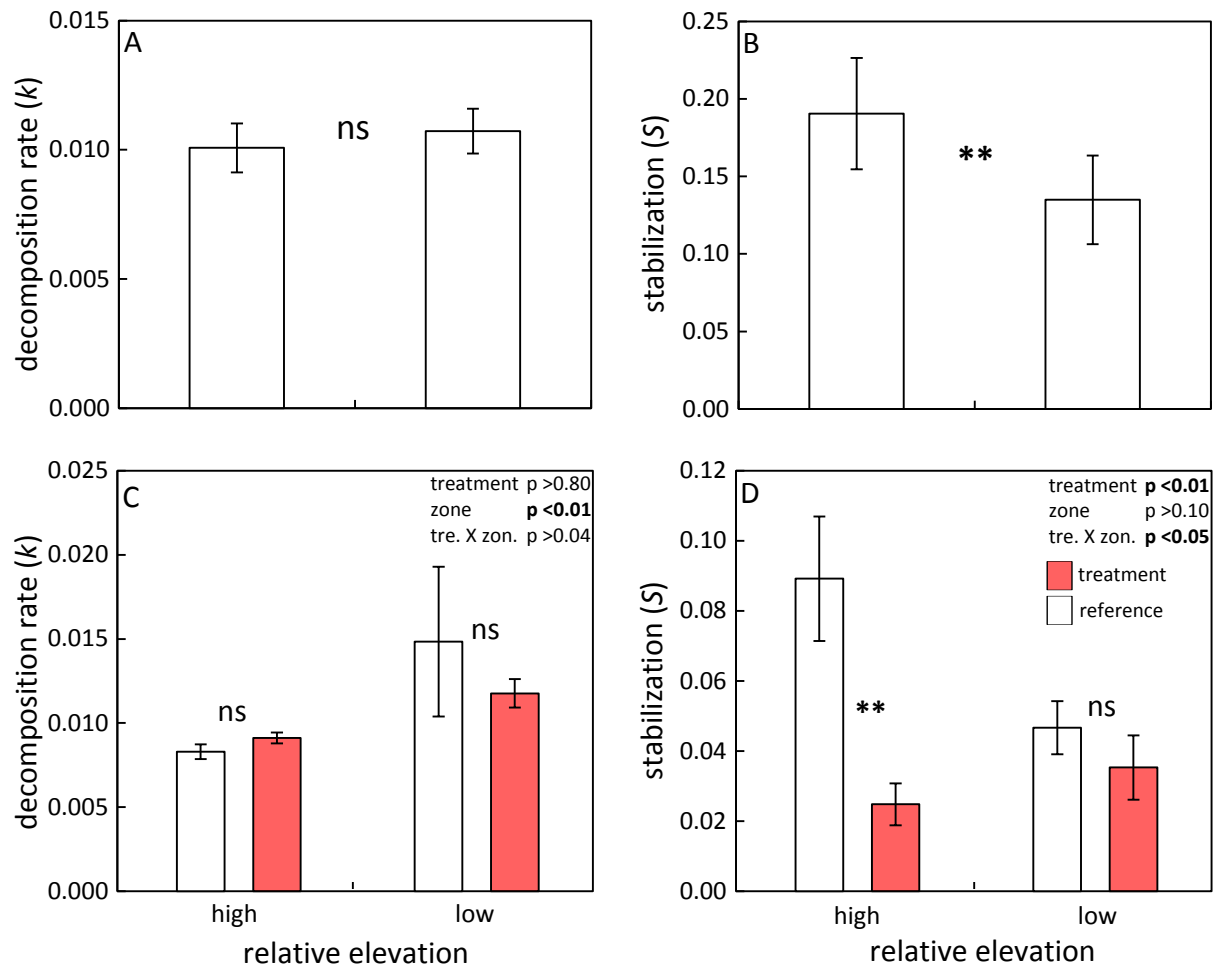 A
decomposition rate (k)
0.015
0.010
0.005
0.000
ns
B
stabilization (S)
0.25
0.20
0.15
0.10
0.05
0.00
**
C
decomposition rate (k)
0.025
0.020
0.015
0.010
0.005
0.000
treatment p >0.80
zone p <0.01
tre. X zon. p >0.04
ns
ns
high
low
relative elevation
D
stabilization (S)
0.12
0.10
0.08
0.06
0.04
0.02
0.00
treatment p <0.01
zone p >0.10
tre. X zon. p <0.05
treatment
reference
**
ns
high
low
relative elevation